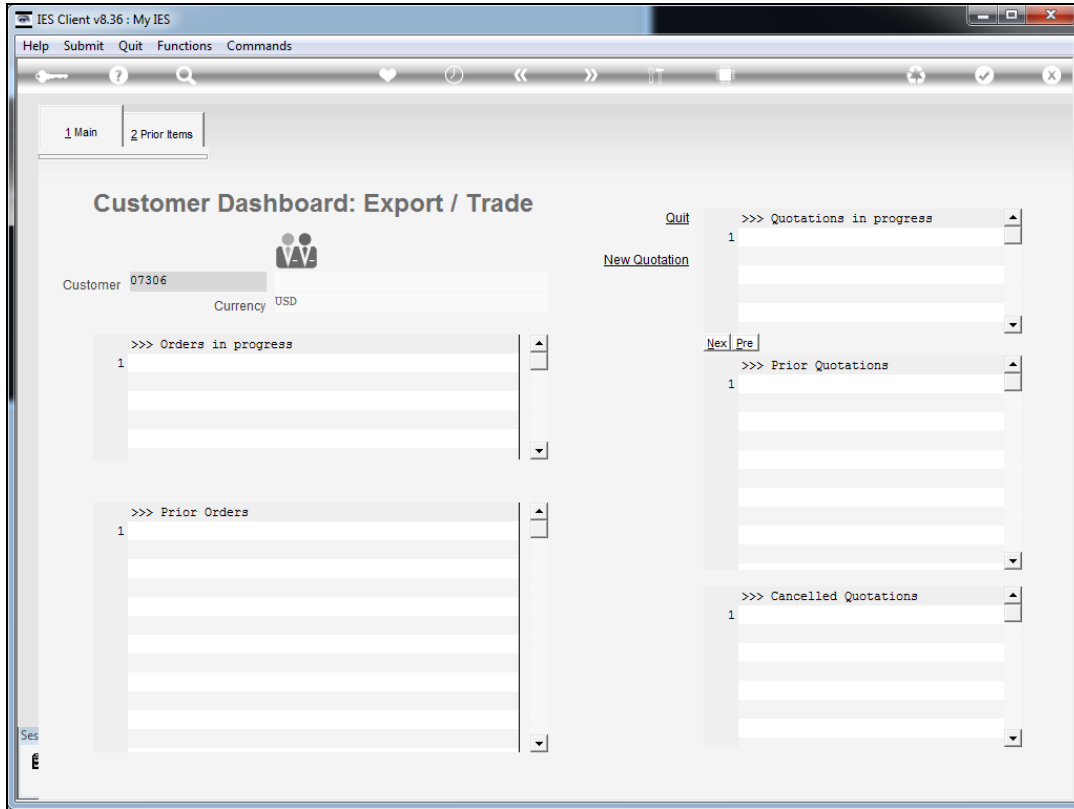 IES Client v8.36 : My IES
Help Submit Quit Functions Commands
1 Main
2 Prior Items
Customer Dashboard: Export / Trade
Customer 07306
Currency USD
Quit
New Quotation
>>> Quotations in progress
1
>>> Orders in progress
1
Nex Pre
>>> Prior Quotations
1
>>> Prior Orders
1
>>> Cancelled Quotations
1
Ses